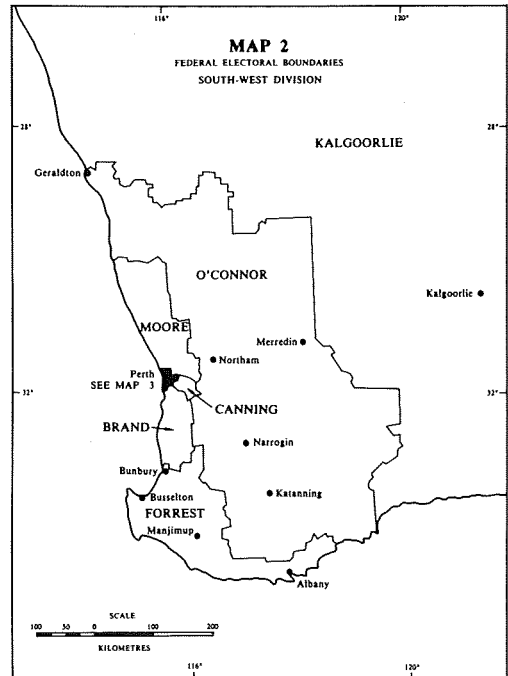 116°
120°
MAP 2
FEDERAL ELECTORAL BOUNDARIES
SOUTH-WEST DIVISION
28°
28°
KALGOORLIE
Geraldton
O'CONNOR
Kalgoorlie
MOORE
Merredin
Northam
Perth
SEE MAP 3
32°
32°
CANNING
BRAND
Narrogin
Bunbury
Katanning
Busselton
FORREST
Manjimup
Albany
SCALE
100 50 0 100 200
KILOMETRES
116°
120°